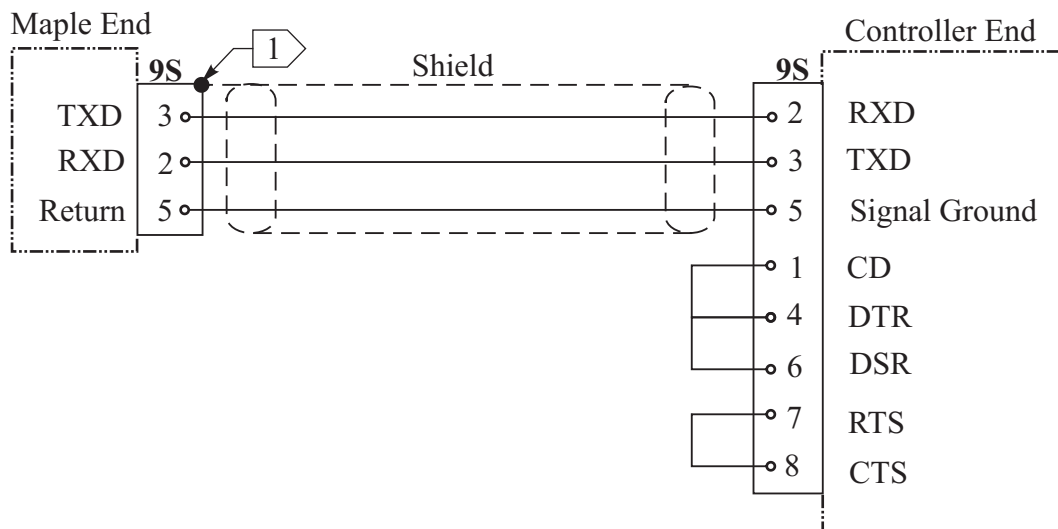 Maple End
Controller End
1
Shield
9S
9S
TXD 3
2 RXD
RXD 2
3 TXD
Return 5
5 Signal Ground
1 CD
4 DTR
6 DSR
7 RTS
8 CTS